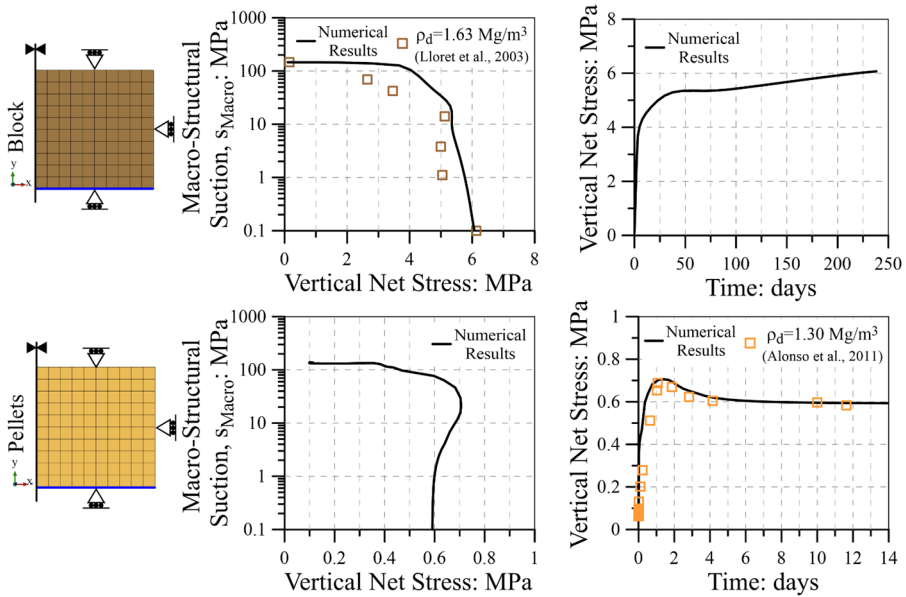 Block
y
x
Macro-Structural
Suction, sMacro: MPa
1000
100
10
1
0.1
Numerical
Results
ρd=1.63 Mg/m³
(Lloret et al., 2003)
0 2 4 6 8
Vertical Net Stress: MPa
Vertical Net Stress: MPa
8
6
4
2
0
Numerical
Results
0 50 100 150 200 250
Time: days
Pellets
y
x
Macro-Structural
Suction, sMacro: MPa
1000
100
10
1
0.1
Numerical
Results
0 0.2 0.4 0.6 0.8 1
Vertical Net Stress: MPa
Vertical Net Stress: MPa
1
0.8
0.6
0.4
0.2
0
Numerical
Results
ρd=1.30 Mg/m³
(Alonso et al., 2011)
0 2 4 6 8 10 12 14
Time: days